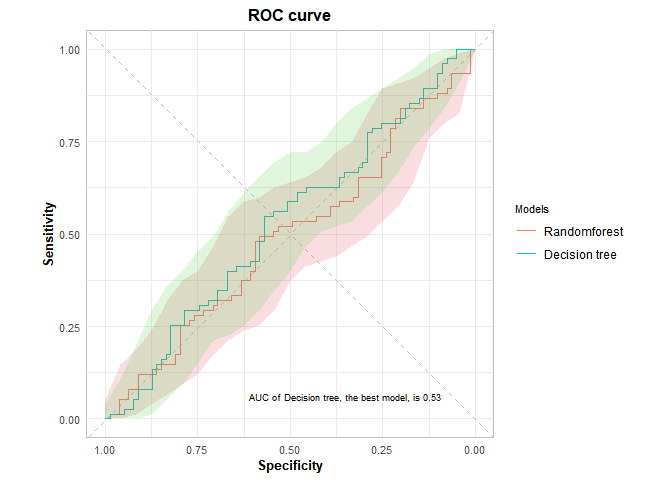 ROC curve
1.00
0.75
0.50
0.25
0.00
Sensitivity
AUC of Decision tree, the best model, is 0.53
1.00 0.75 0.50 0.25 0.00
Specificity
Models
Randomforest
Decision tree